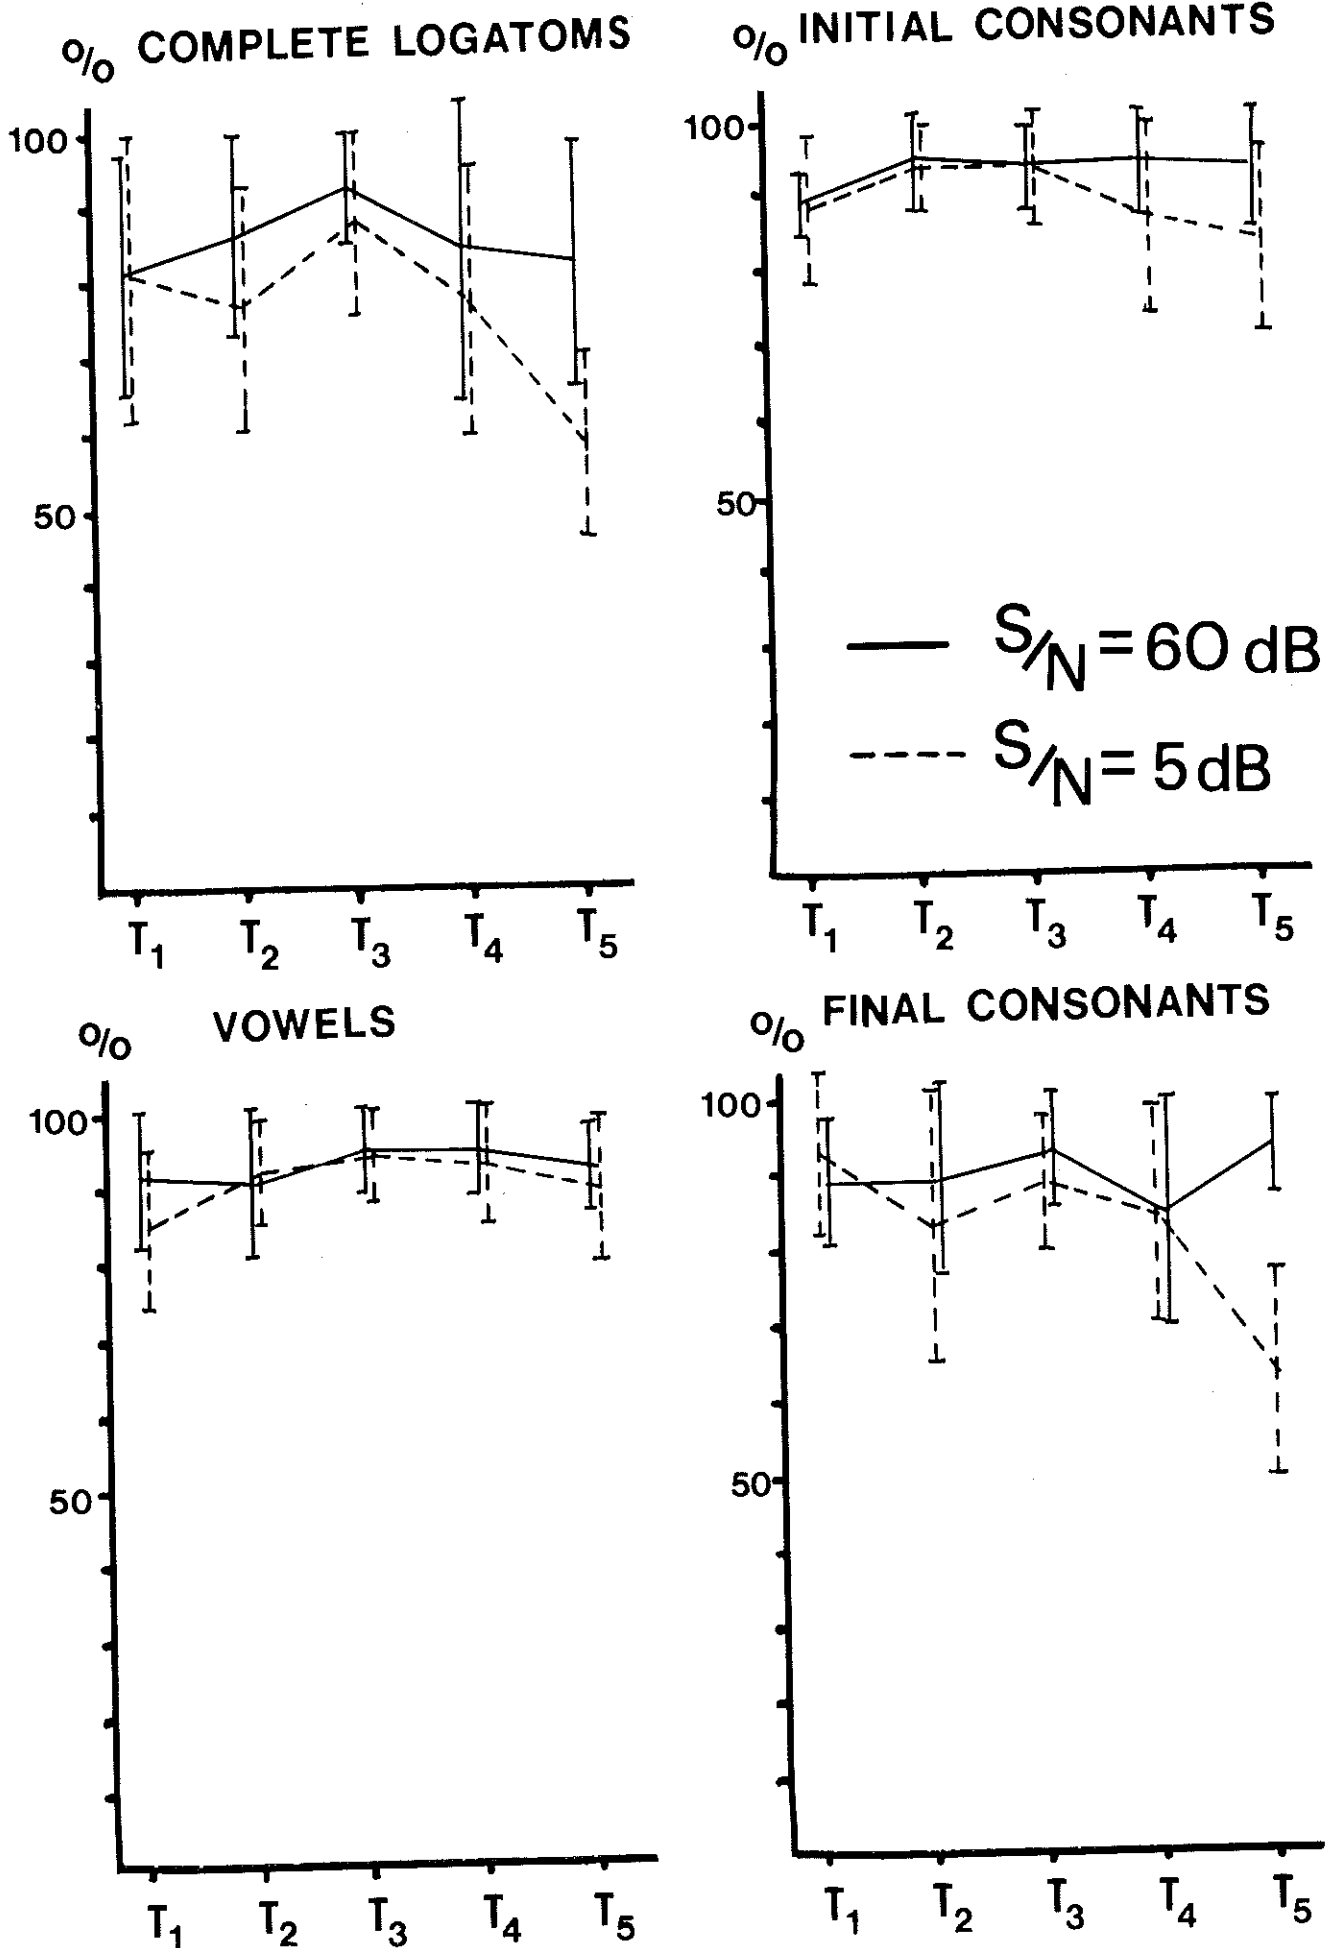 % COMPLETE LOGATOMS
100
50
T1 T2 T3 T4 T5
% INITIAL CONSONANTS
100
50
S/N = 60 dB
S/N = 5 dB
T1 T2 T3 T4 T5
% VOWELS
100
50
T1 T2 T3 T4 T5
% FINAL CONSONANTS
100
50
T1 T2 T3 T4 T5